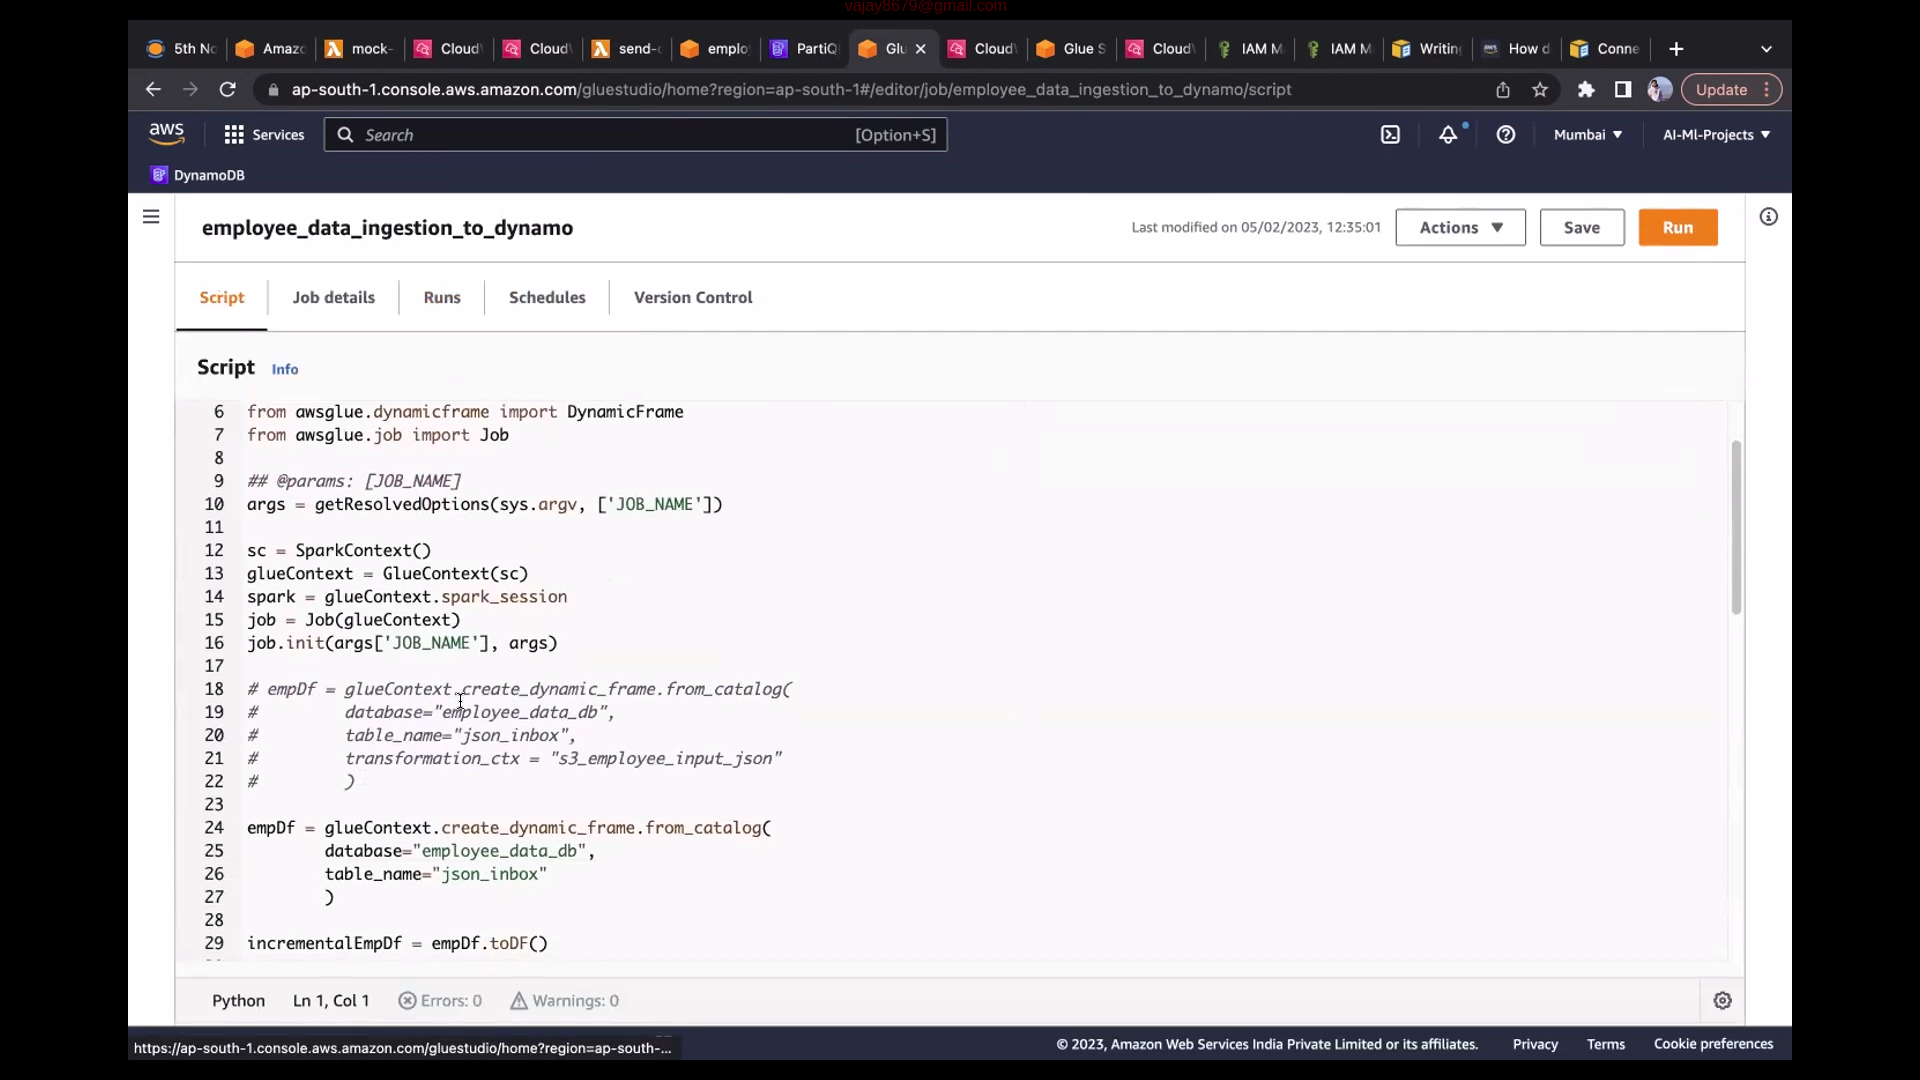 vajay8679@gmail.com
5th No
Amazo
mock-
Cloud
Cloud
send-
emplo
PartiQ
Glu
Cloud
Glue S
Cloud
IAM M
IAM M
Writin
How d
Conne
ap-south-1.console.aws.amazon.com/gluestudio/home?region=ap-south-1#/editor/job/employee_data_ingestion_to_dynamo/script
Update
aws
Services
Search
[Option+S]
Mumbai
AI-Ml-Projects
DynamoDB
employee_data_ingestion_to_dynamo
Last modified on 05/02/2023, 12:35:01
Actions
Save
Run
Script
Job details
Runs
Schedules
Version Control
Script Info
6 from awsglue.dynamicframe import DynamicFrame
7 from awsglue.job import Job
8
9 ## @params: [JOB_NAME]
10 args = getResolvedOptions(sys.argv, ['JOB_NAME'])
11
12 sc = SparkContext()
13 glueContext = GlueContext(sc)
14 spark = glueContext.spark_session
15 job = Job(glueContext)
16 job.init(args['JOB_NAME'], args)
17
18 # empDf = glueContext.create_dynamic_frame.from_catalog(
19 # database="employee_data_db",
20 # table_name="json_inbox",
21 # transformation_ctx = "s3_employee_input_json"
22 # )
23
24 empDf = glueContext.create_dynamic_frame.from_catalog(
25 database="employee_data_db",
26 table_name="json_inbox"
27 )
28
29 incrementalEmpDf = empDf.toDF()
Python
Ln 1, Col 1
Errors: 0
Warnings: 0
https://ap-south-1.console.aws.amazon.com/gluestudio/home?region=ap-south-...
© 2023, Amazon Web Services India Private Limited or its affiliates.
Privacy
Terms
Cookie preferences